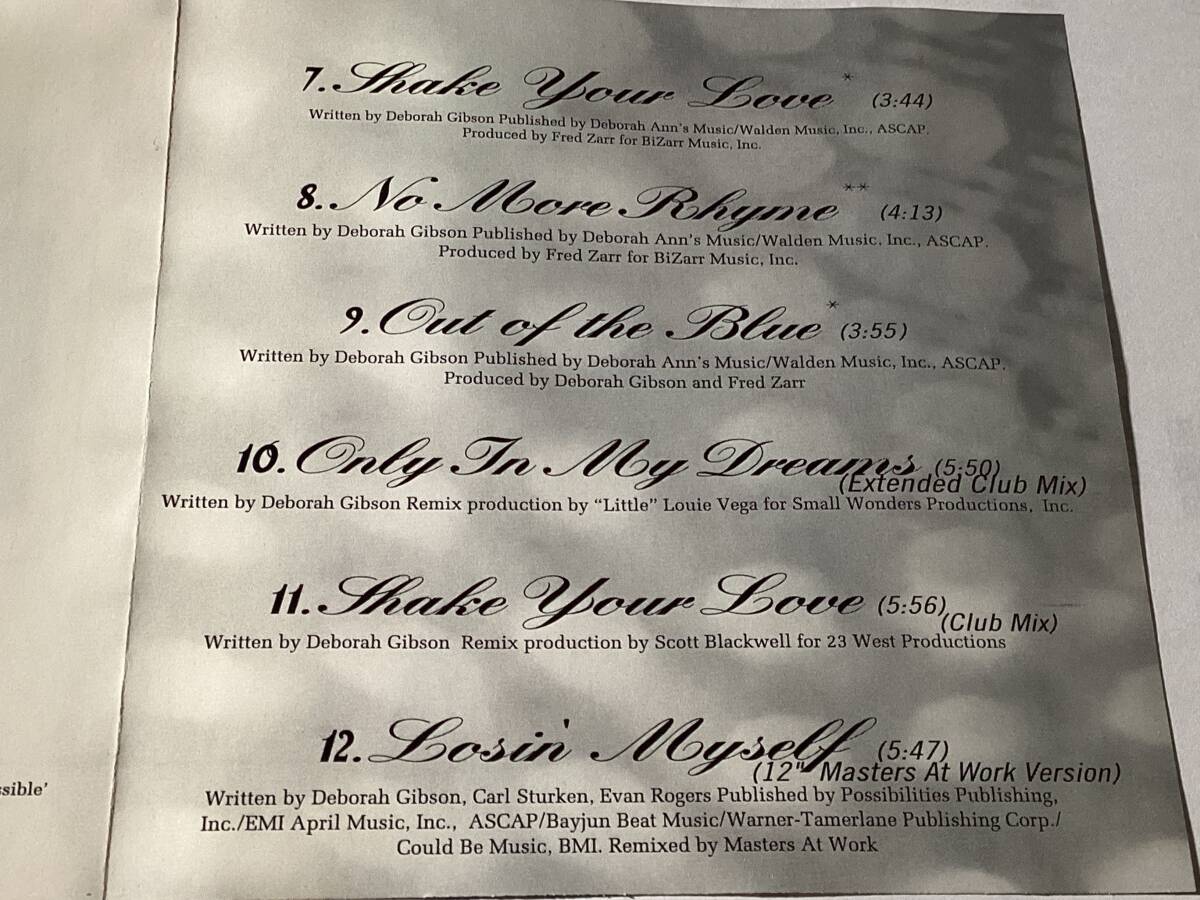 7. Shake Your Love* (3:44)
Written by Deborah Gibson Published by Deborah Ann's Music/Walden Music, Inc., ASCAP.
Produced by Fred Zarr for BiZarr Music, Inc.
8. No More Rhyme** (4:13)
Written by Deborah Gibson Published by Deborah Ann's Music/Walden Music, Inc., ASCAP.
Produced by Fred Zarr for BiZarr Music, Inc.
9. Out of the Blue* (3:55)
Written by Deborah Gibson Published by Deborah Ann's Music/Walden Music, Inc., ASCAP.
Produced by Deborah Gibson and Fred Zarr
10. Only In My Dreams (5:50)
(Extended Club Mix)
Written by Deborah Gibson Remix production by “Little” Louie Vega for Small Wonders Productions, Inc.
11. Shake Your Love (5:56)
(Club Mix)
Written by Deborah Gibson Remix production by Scott Blackwell for 23 West Productions
12. Losin' Myself (5:47)
(12" Masters At Work Version)
ssible'
Written by Deborah Gibson, Carl Sturken, Evan Rogers Published by Possibilities Publishing,
Inc./EMI April Music, Inc., ASCAP/Bayjun Beat Music/Warner-Tamerlane Publishing Corp./
Could Be Music, BMI. Remixed by Masters At Work